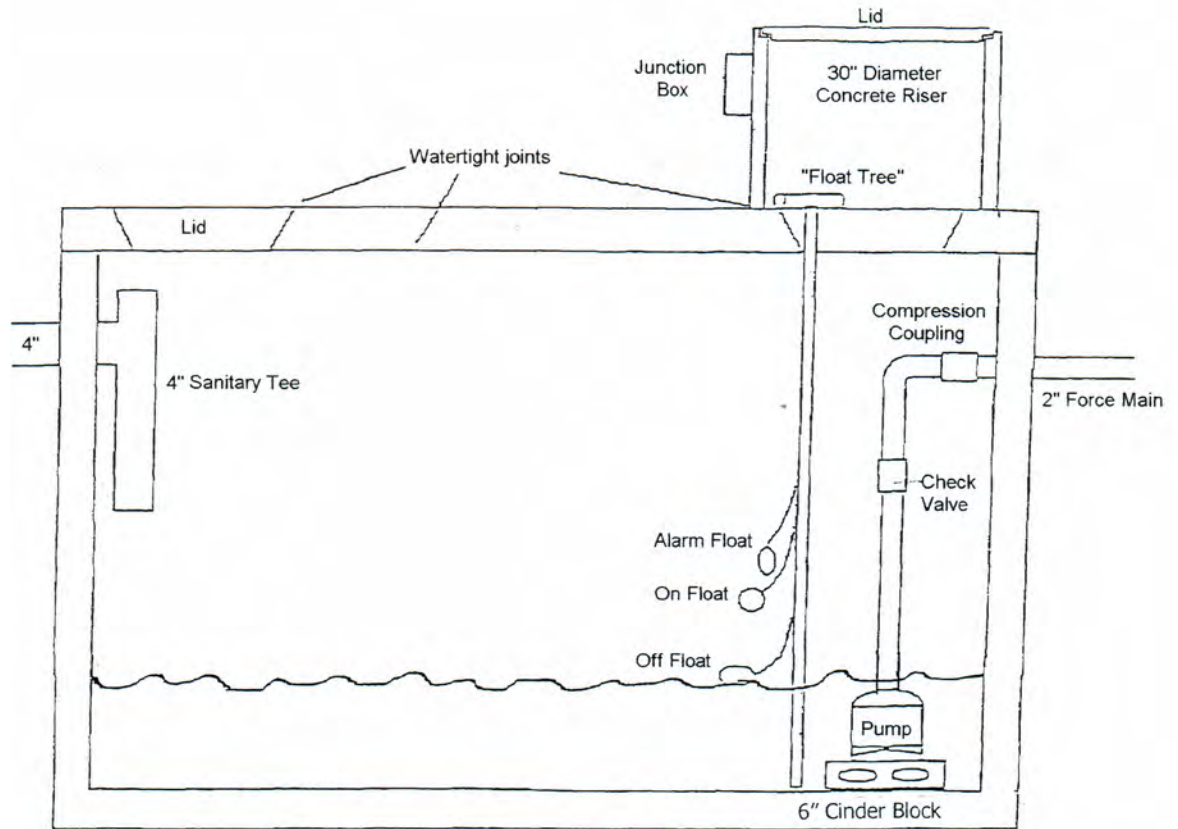 Lid
Junction
Box
30" Diameter
Concrete Riser
Watertight joints
"Float Tree"
Lid
Compression
Coupling
4"
4" Sanitary Tee
2" Force Main
Check
Valve
Alarm Float
On Float
Off Float
Pump
6" Cinder Block